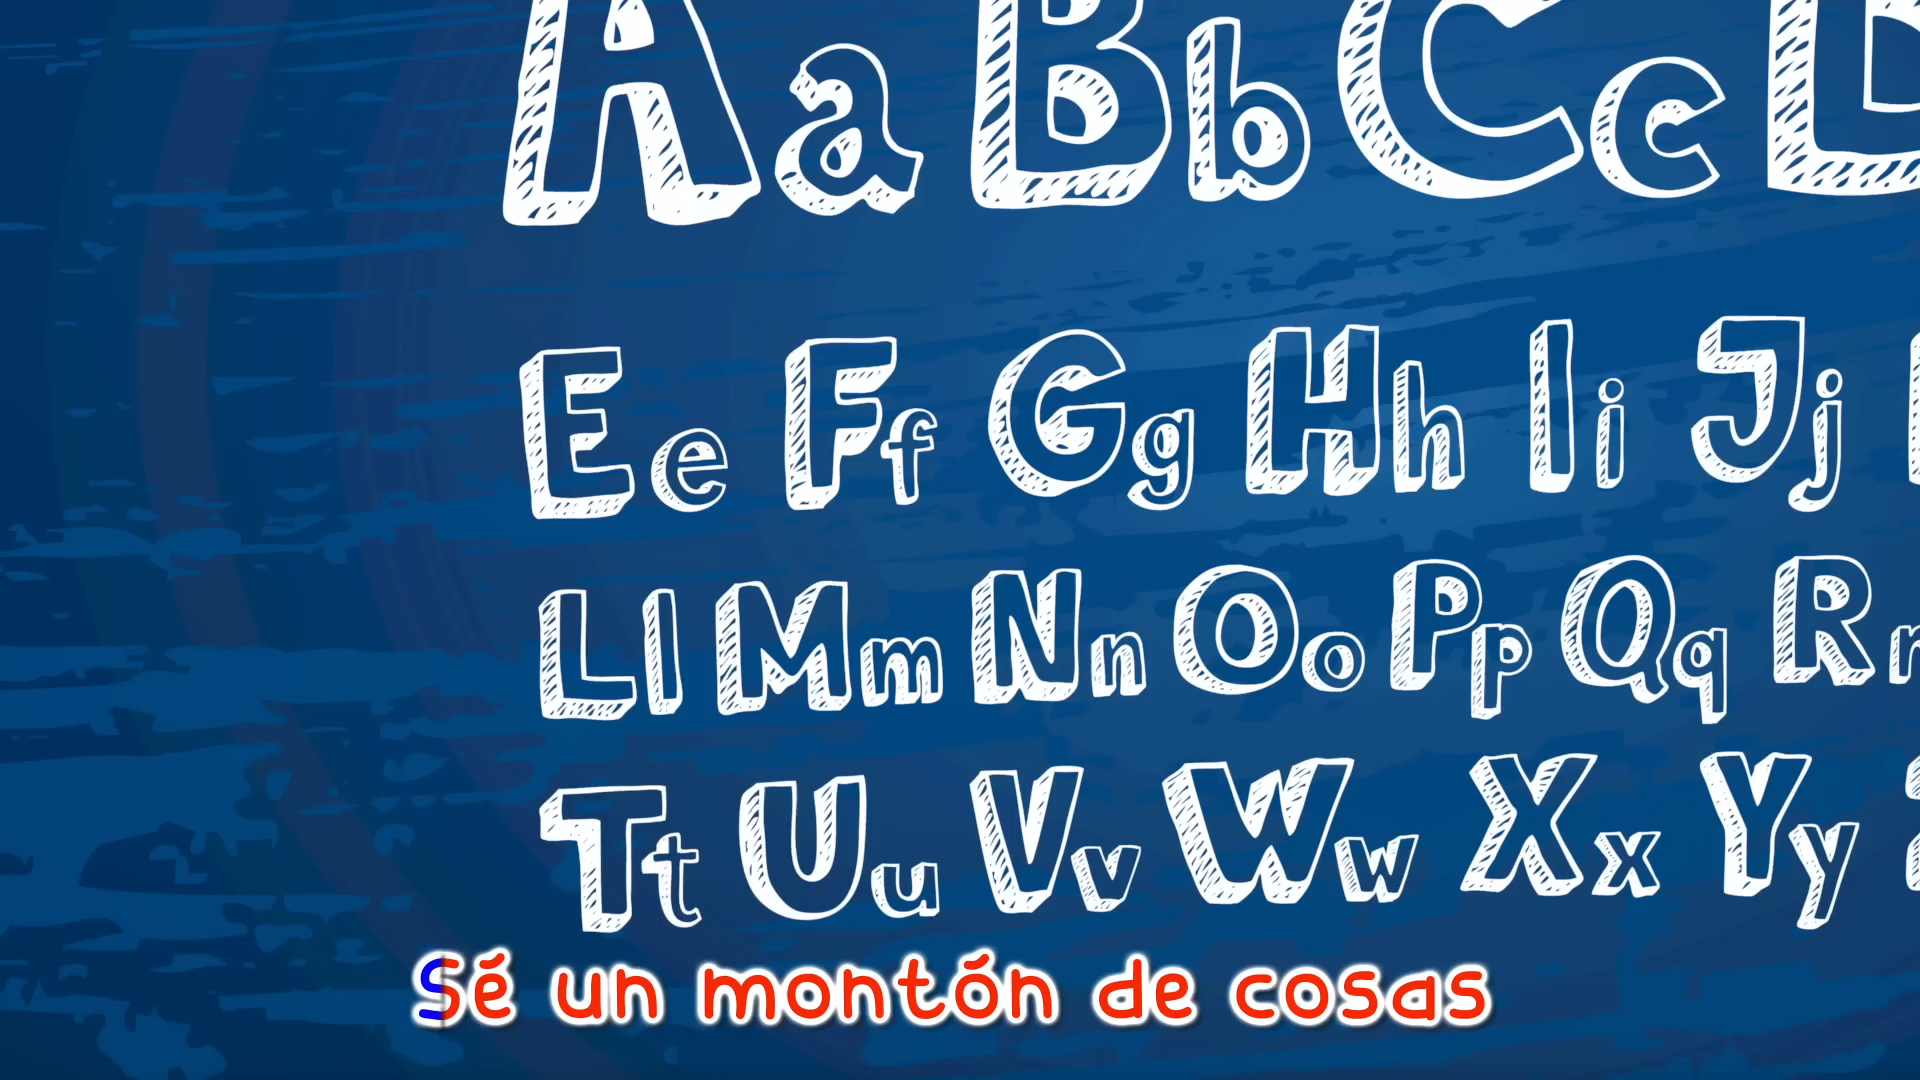 Aa Bb Cc D
Ee Ff Gg Hh Ii Jj
Ll Mm Nn Oo Pp Qq Rr
Tt Uu Vv Ww Xx Yy
Sé un montón de cosas